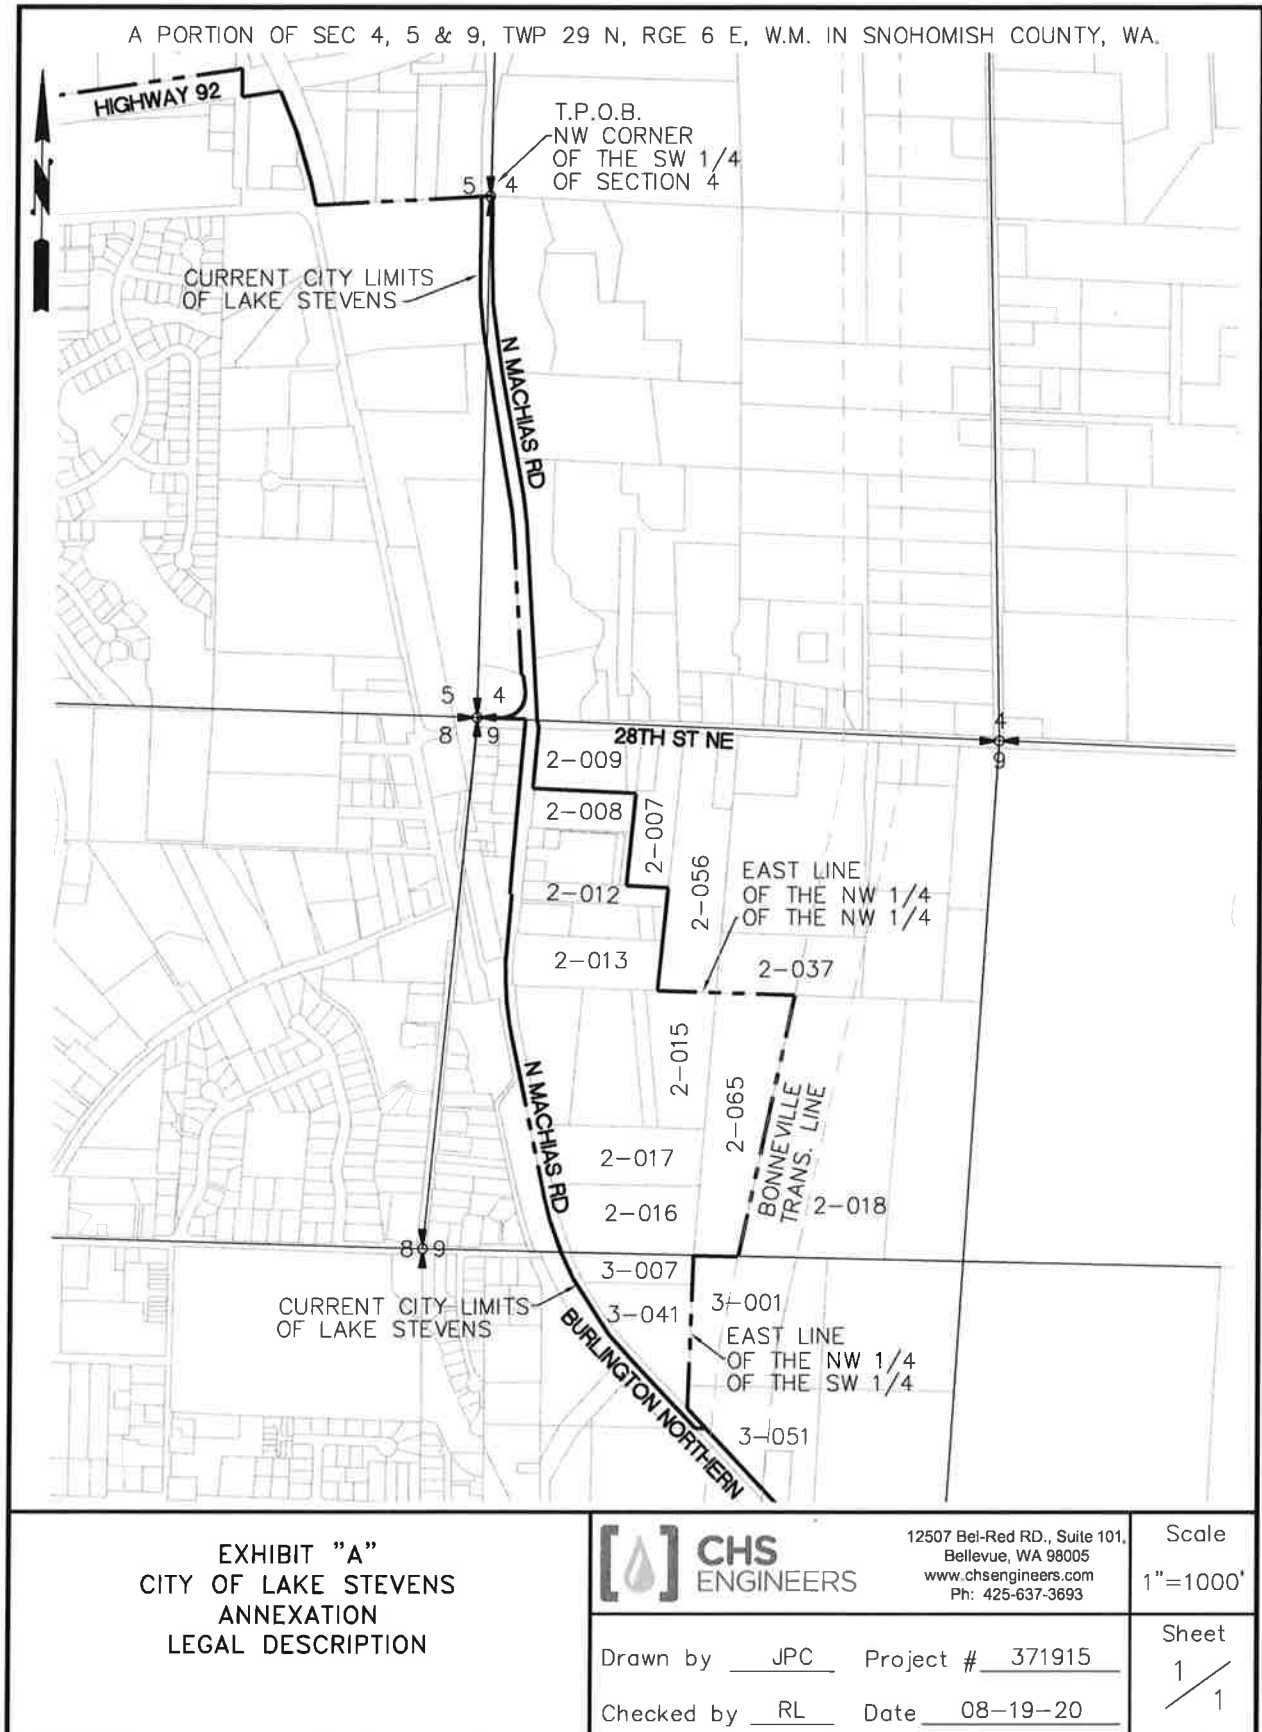 A PORTION OF SEC 4, 5 & 9, TWP 29 N, RGE 6 E, W.M. IN SNOHOMISH COUNTY, WA.
HIGHWAY 92
N
T.P.O.B.
NW CORNER
OF THE SW 1/4
OF SECTION 4
5 4
CURRENT CITY LIMITS
OF LAKE STEVENS
N MACHIAS RD
5 4
8 9
28TH ST NE
4
9
2-009
2-008
2-007
2-056
2-012
EAST LINE
OF THE NW 1/4
OF THE NW 1/4
2-013
2-037
2-015
2-065
N MACHIAS RD
BONNEVILLE
TRANS. LINE
2-017
2-016
2-018
8 9
3-007
3-041
3-001
CURRENT CITY LIMITS
OF LAKE STEVENS
EAST LINE
OF THE NW 1/4
OF THE SW 1/4
BURLINGTON NORTHERN
3-051
EXHIBIT "A"
CITY OF LAKE STEVENS
ANNEXATION
LEGAL DESCRIPTION
CHS
ENGINEERS
12507 Bel-Red RD., Suite 101,
Bellevue, WA 98005
www.chsengineers.com
Ph: 425-637-3693
Scale
1"=1000'
Drawn by JPC Project # 371915
Checked by RL Date 08-19-20
Sheet
1/1